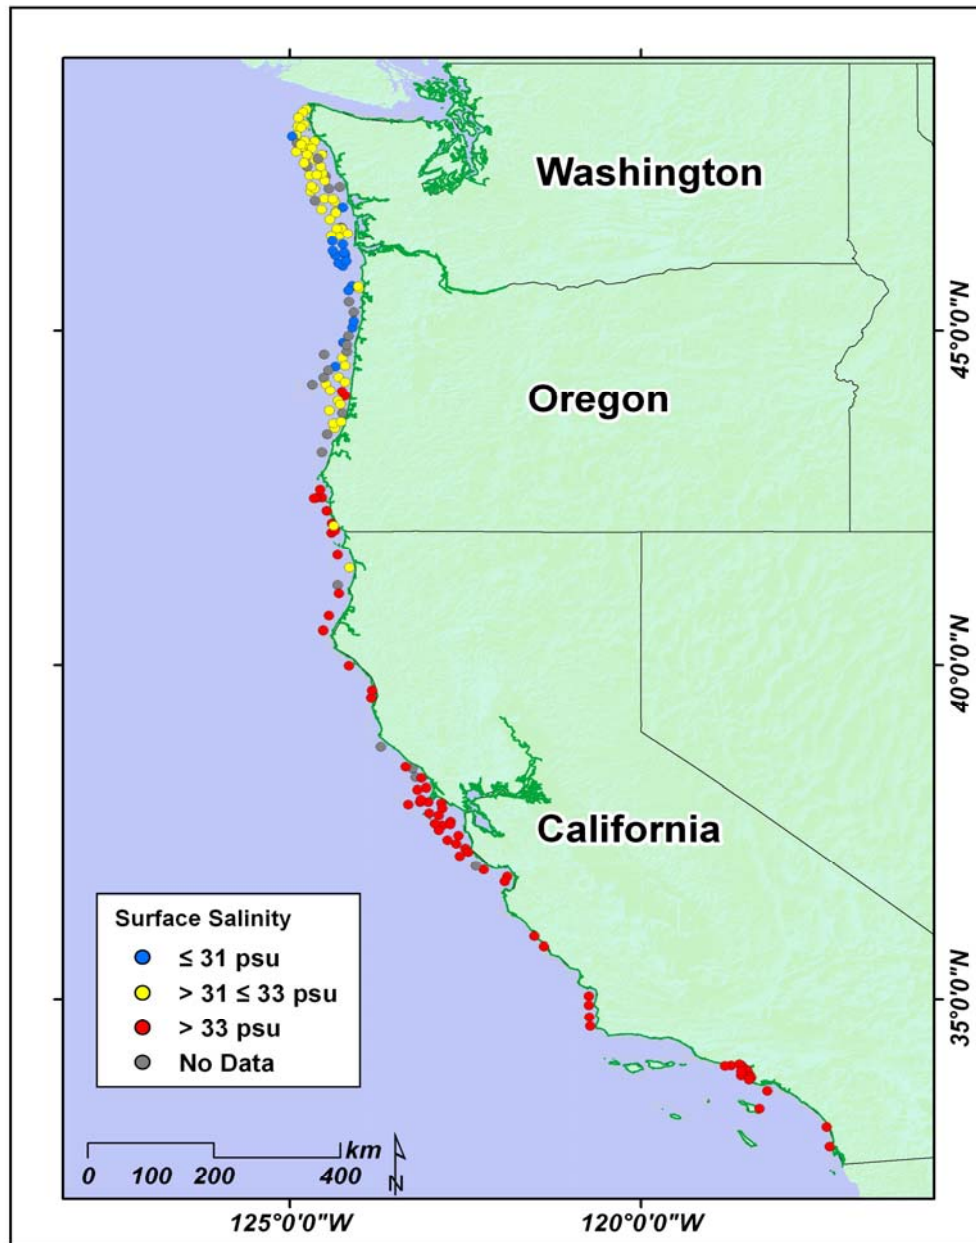 Washington
Oregon
California
45°0'0"N
40°0'0"N
35°0'0"N
Surface Salinity
≤ 31 psu
> 31 ≤ 33 psu
> 33 psu
No Data
km
0 100 200 400
N
125°0'0"W 120°0'0"W